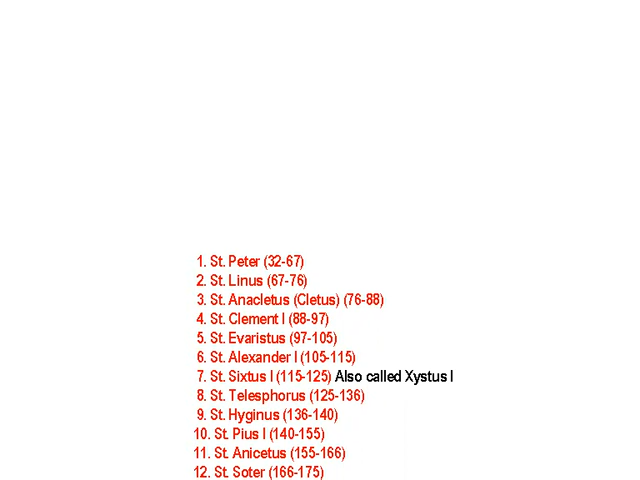 1. St. Peter (32-67)
2. St. Linus (67-76)
3. St. Anacletus (Cletus) (76-88)
4. St. Clement I (88-97)
5. St. Evaristus (97-105)
6. St. Alexander I (105-115)
7. St. Sixtus I (115-125) Also called Xystus I
8. St. Telesphorus (125-136)
9. St. Hyginus (136-140)
10. St. Pius I (140-155)
11. St. Anicetus (155-166)
12. St. Soter (166-175)